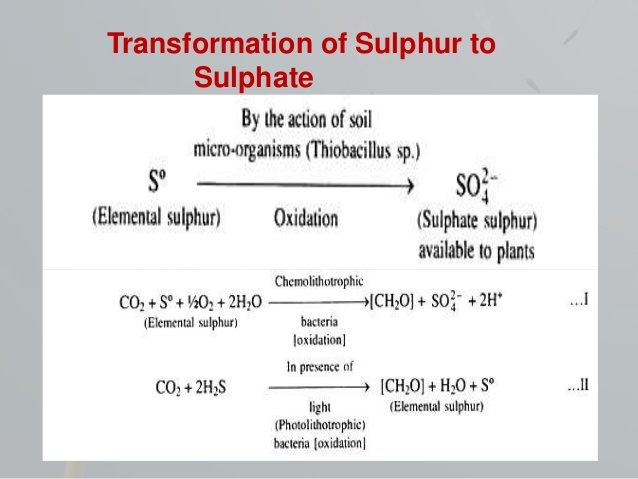 Transformation of Sulphur to
Sulphate
By the action of soil
micro-organisms (Thiobacillus sp.)
S° ⟶ SO₄²⁻
(Elemental sulphur) Oxidation (Sulphate sulphur)
available to plants
Chemolithotrophic
CO₂ + S° + ½O₂ + 2H₂O ⟶ [CH₂O] + SO₄²⁻ + 2H⁺ ...I
(Elemental sulphur) bacteria
[oxidation]
In presence of
CO₂ + 2H₂S ⟶ [CH₂O] + H₂O + S° ...II
light (Elemental sulphur)
(Photolithotrophic)
bacteria [oxidation]